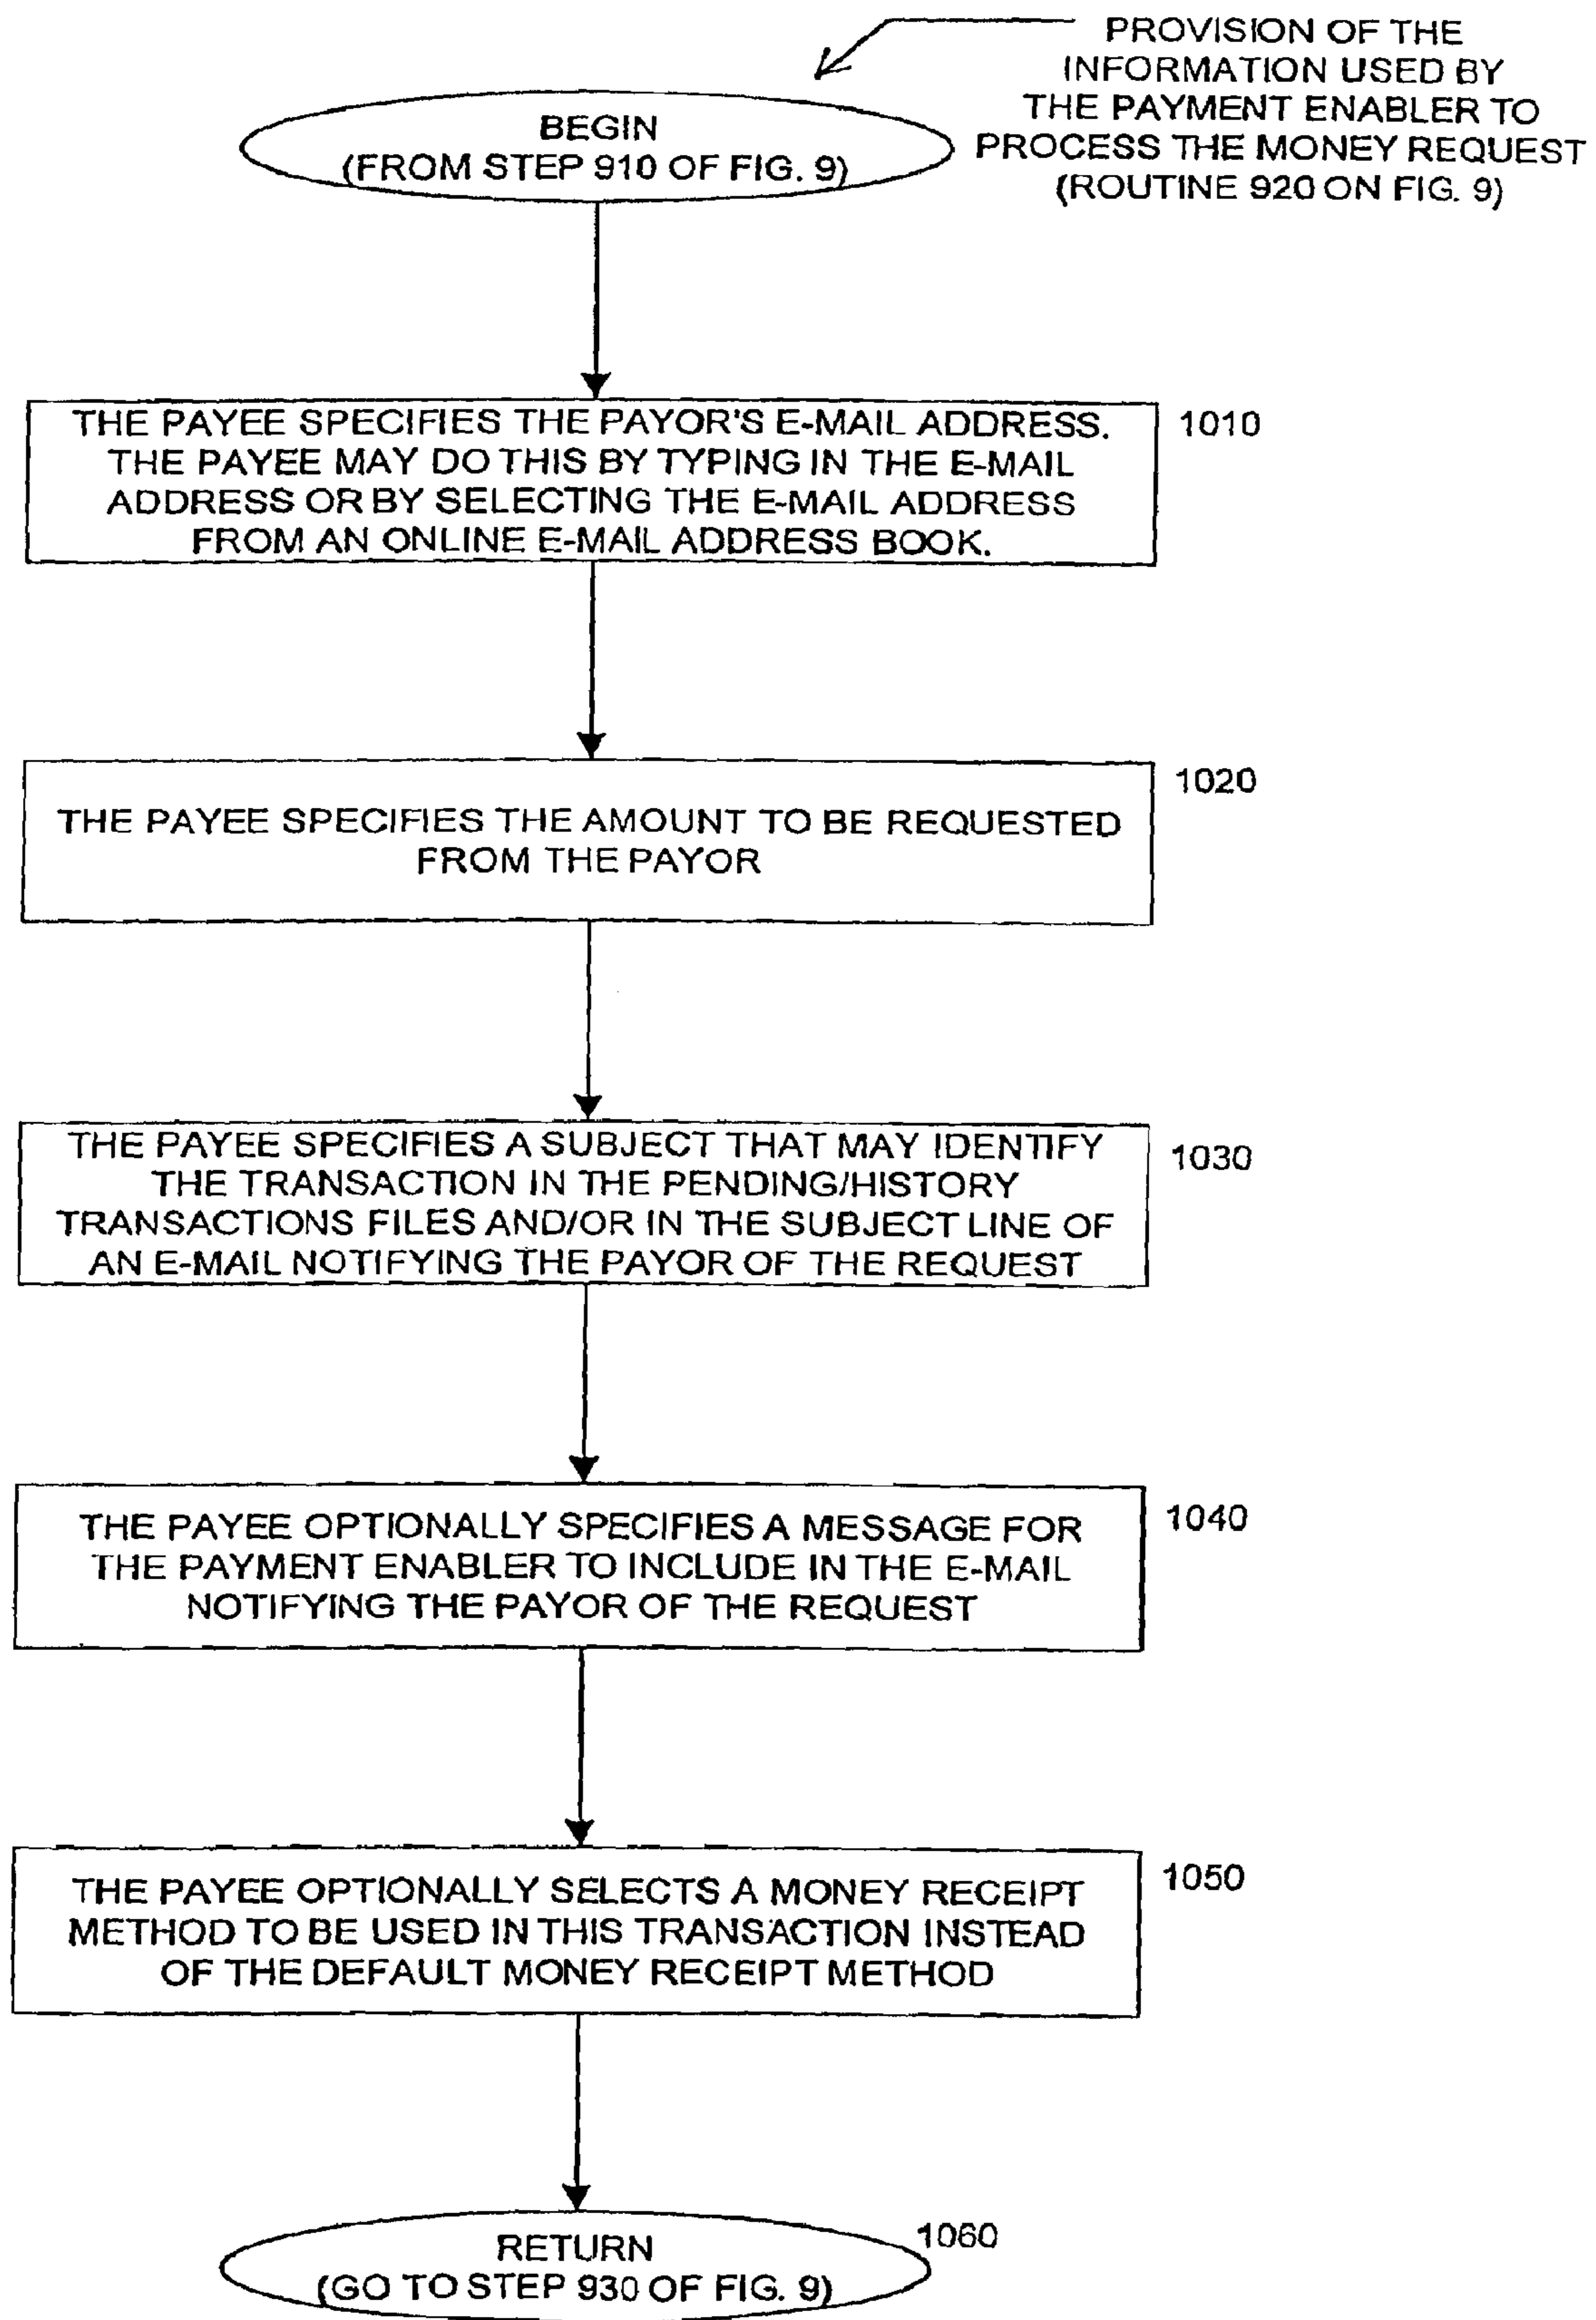 PROVISION OF THE
INFORMATION USED BY
THE PAYMENT ENABLER TO
PROCESS THE MONEY REQUEST
(ROUTINE 920 ON FIG. 9)
BEGIN
(FROM STEP 910 OF FIG. 9)
THE PAYEE SPECIFIES THE PAYOR'S E-MAIL ADDRESS.
THE PAYEE MAY DO THIS BY TYPING IN THE E-MAIL
ADDRESS OR BY SELECTING THE E-MAIL ADDRESS
FROM AN ONLINE E-MAIL ADDRESS BOOK.
1010
THE PAYEE SPECIFIES THE AMOUNT TO BE REQUESTED
FROM THE PAYOR
1020
THE PAYEE SPECIFIES A SUBJECT THAT MAY IDENTIFY
THE TRANSACTION IN THE PENDING/HISTORY
TRANSACTIONS FILES AND/OR IN THE SUBJECT LINE OF
AN E-MAIL NOTIFYING THE PAYOR OF THE REQUEST
1030
THE PAYEE OPTIONALLY SPECIFIES A MESSAGE FOR
THE PAYMENT ENABLER TO INCLUDE IN THE E-MAIL
NOTIFYING THE PAYOR OF THE REQUEST
1040
THE PAYEE OPTIONALLY SELECTS A MONEY RECEIPT
METHOD TO BE USED IN THIS TRANSACTION INSTEAD
OF THE DEFAULT MONEY RECEIPT METHOD
1050
RETURN
(GO TO STEP 930 OF FIG. 9)
1060